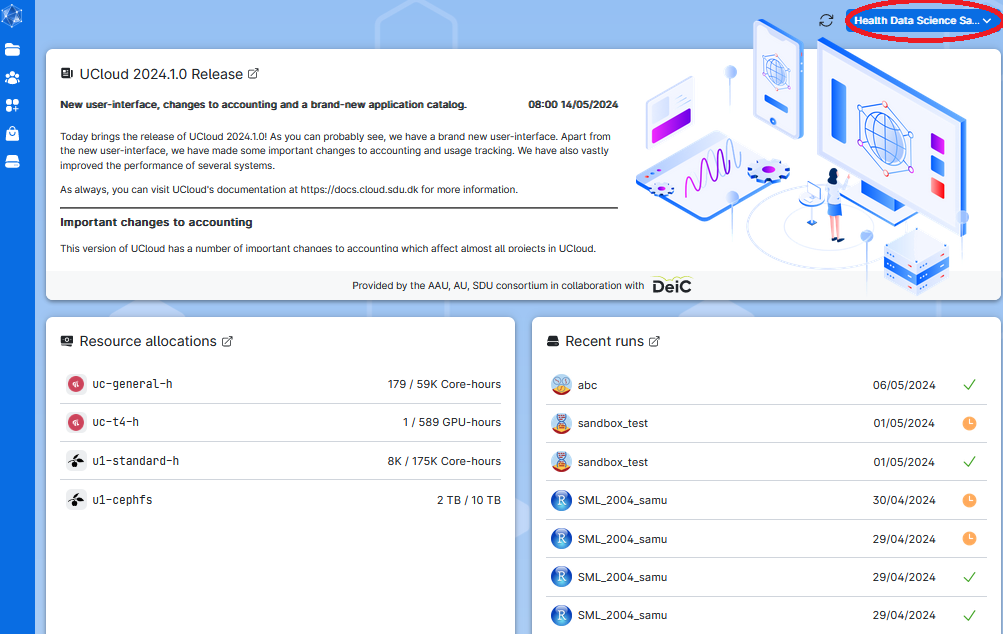 Health Data Science Sa...
UCloud 2024.1.0 Release
New user-interface, changes to accounting and a brand-new application catalog. 08:00 14/05/2024
Today brings the release of UCloud 2024.1.0! As you can probably see, we have a brand new user-interface. Apart from
the new user-interface, we have made some important changes to accounting and usage tracking. We have also vastly
improved the performance of several systems.
As always, you can visit UCloud's documentation at https://docs.cloud.sdu.dk for more information.
Important changes to accounting
This version of UCloud has a number of important changes to accounting which affect almost all projects in UCloud.
Provided by the AAU, AU, SDU consortium in collaboration with DeiC
Resource allocations
uc-general-h 179 / 59K Core-hours
uc-t4-h 1 / 589 GPU-hours
u1-standard-h 8K / 175K Core-hours
u1-cephfs 2 TB / 10 TB
Recent runs
abc 06/05/2024
sandbox_test 01/05/2024
sandbox_test 01/05/2024
R SML_2004_samu 30/04/2024
R SML_2004_samu 29/04/2024
R SML_2004_samu 29/04/2024
R SML_2004_samu 29/04/2024